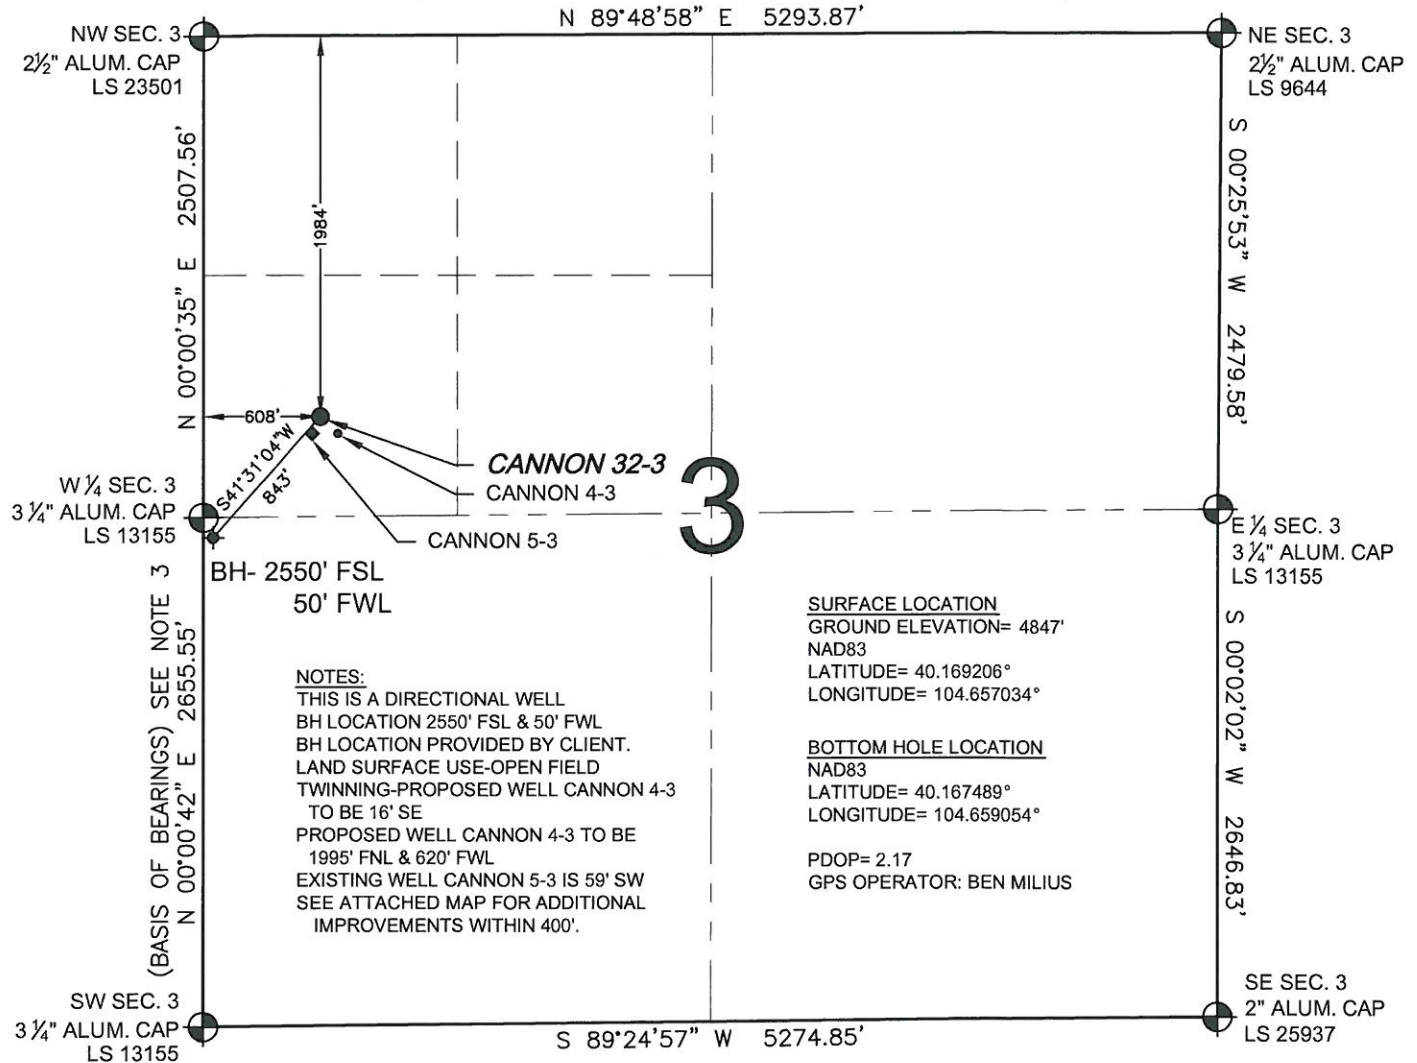 N 89°48'58" E 5293.87'
NW SEC. 3
2½" ALUM. CAP
LS 23501
NE SEC. 3
2½" ALUM. CAP
LS 9644
N 00°00'35" E 2507.56'
1984'
S 00°25'53" W 2479.58'
608'
S41°31'04"W
843'
CANNON 32-3
CANNON 4-3
CANNON 5-3
3
W ¼ SEC. 3
3 ¼" ALUM. CAP
LS 13155
E ¼ SEC. 3
3 ¼" ALUM. CAP
LS 13155
BH- 2550' FSL
50' FWL
(BASIS OF BEARINGS) SEE NOTE 3
N 00°00'42" E 2655.55'
NOTES:
THIS IS A DIRECTIONAL WELL
BH LOCATION 2550' FSL & 50' FWL
BH LOCATION PROVIDED BY CLIENT.
LAND SURFACE USE-OPEN FIELD
TWINNING-PROPOSED WELL CANNON 4-3
TO BE 16' SE
PROPOSED WELL CANNON 4-3 TO BE
1995' FNL & 620' FWL
EXISTING WELL CANNON 5-3 IS 59' SW
SEE ATTACHED MAP FOR ADDITIONAL
IMPROVEMENTS WITHIN 400'.
SURFACE LOCATION
GROUND ELEVATION= 4847'
NAD83
LATITUDE= 40.169206°
LONGITUDE= 104.657034°
BOTTOM HOLE LOCATION
NAD83
LATITUDE= 40.167489°
LONGITUDE= 104.659054°
PDOP= 2.17
GPS OPERATOR: BEN MILIUS
S 00°02'02" W 2646.83'
SW SEC. 3
3 ¼" ALUM. CAP
LS 13155
S 89°24'57" W 5274.85'
SE SEC. 3
2" ALUM. CAP
LS 25937